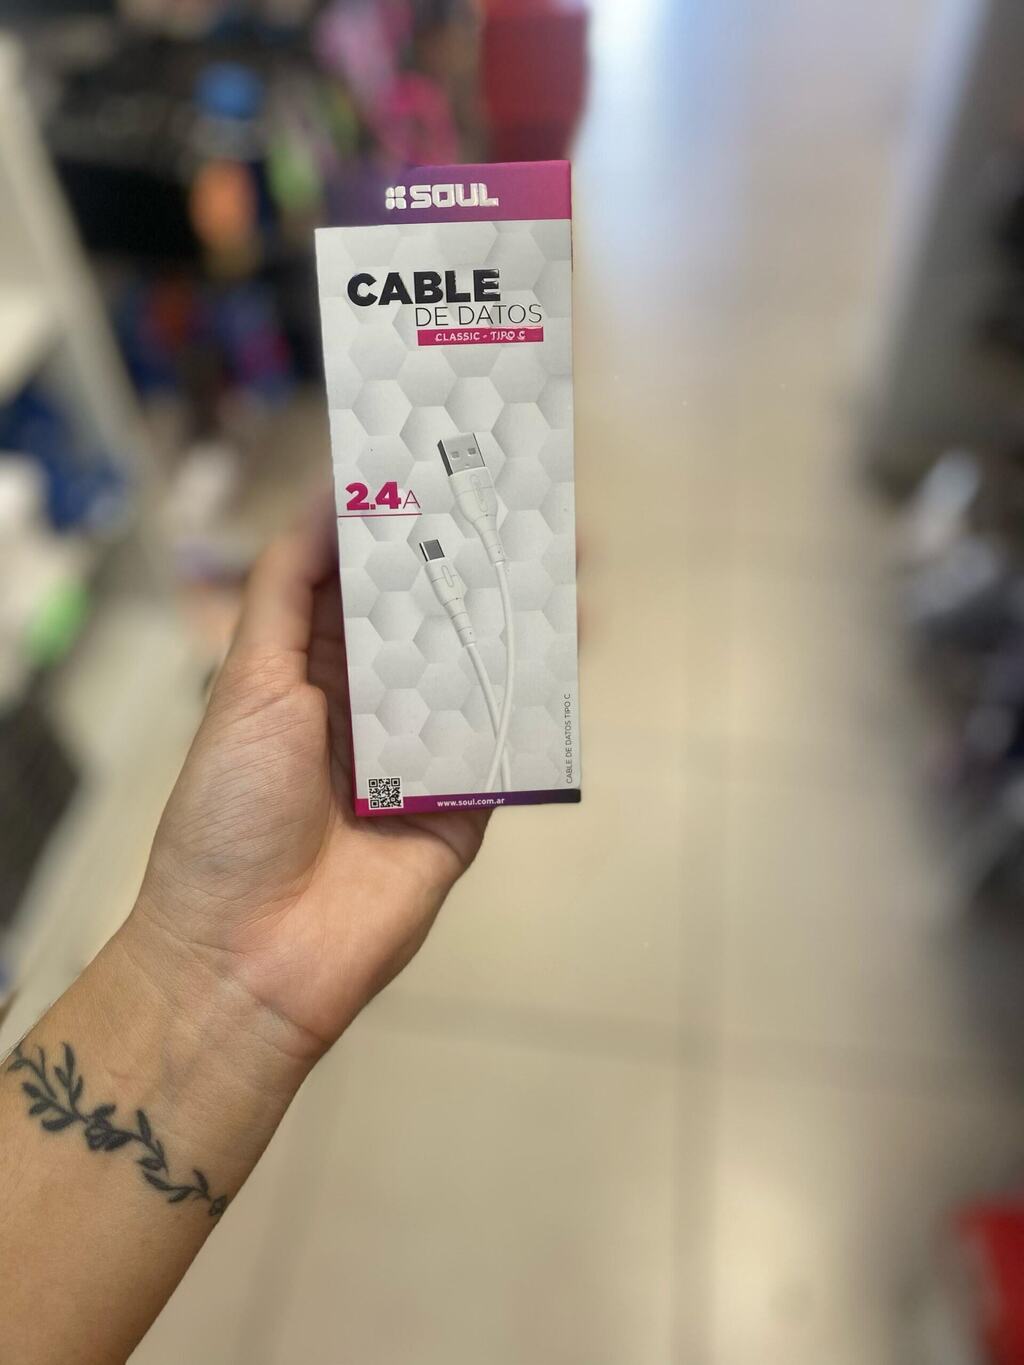 SOUL
CABLE
DE DATOS
CLASSIC - TIPO C
2.4A
CABLE DE DATOS TIPO C
www.soul.com.ar